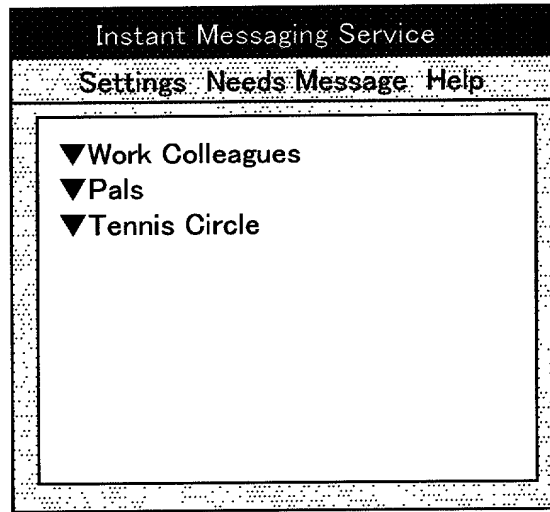 Instant Messaging Service
Settings Needs Message Help
▼Work Colleagues
▼Pals
▼Tennis Circle